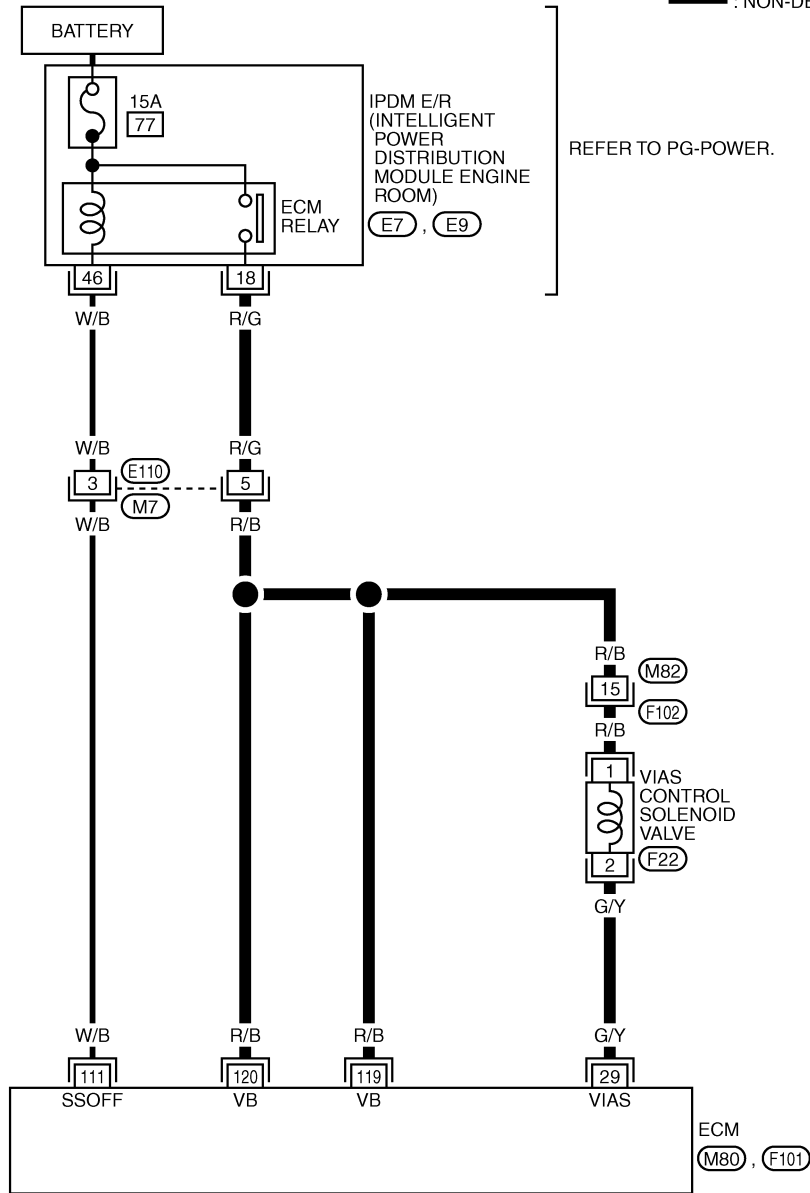 : NON-DE
BATTERY
15A
77
IPDM E/R
(INTELLIGENT
POWER
DISTRIBUTION
MODULE ENGINE
ROOM)
E7 , E9
REFER TO PG-POWER.
ECM
RELAY
46 18
W/B R/G
W/B R/G
3 E110 5
M7
W/B R/B
R/B
15 M82
F102
R/B
1
VIAS
CONTROL
SOLENOID
VALVE
2 F22
G/Y
W/B R/B R/B G/Y
111 120 119 29
SSOFF VB VB VIAS
ECM
M80 , F101